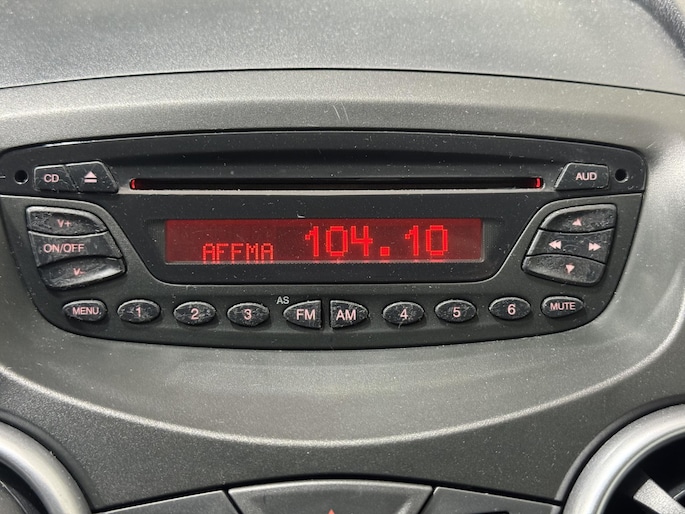 CD AUD
V+
ON/OFF AFFMA 104.10
V-
MENU 1 2 3 AS FM AM 4 5 6 MUTE